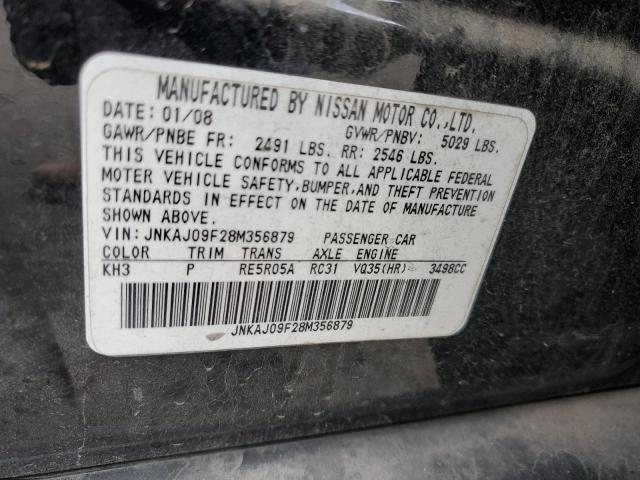 MANUFACTURED BY NISSAN MOTOR CO.,LTD.
DATE: 01/08 GVWR/PNBV: 5029 LBS.
GAWR/PNBE FR: 2491 LBS. RR: 2546 LBS.
THIS VEHICLE CONFORMS TO ALL APPLICABLE FEDERAL
MOTER VEHICLE SAFETY, BUMPER, AND THEFT PREVENTION
STANDARDS IN EFFECT ON THE DATE OF MANUFACTURE
SHOWN ABOVE.
VIN: JNKAJ09F28M356879 PASSENGER CAR
COLOR TRIM TRANS AXLE ENGINE
KH3 P RE5R05A RC31 VQ35(HR) 3498CC
JNKAJ09F28M356879